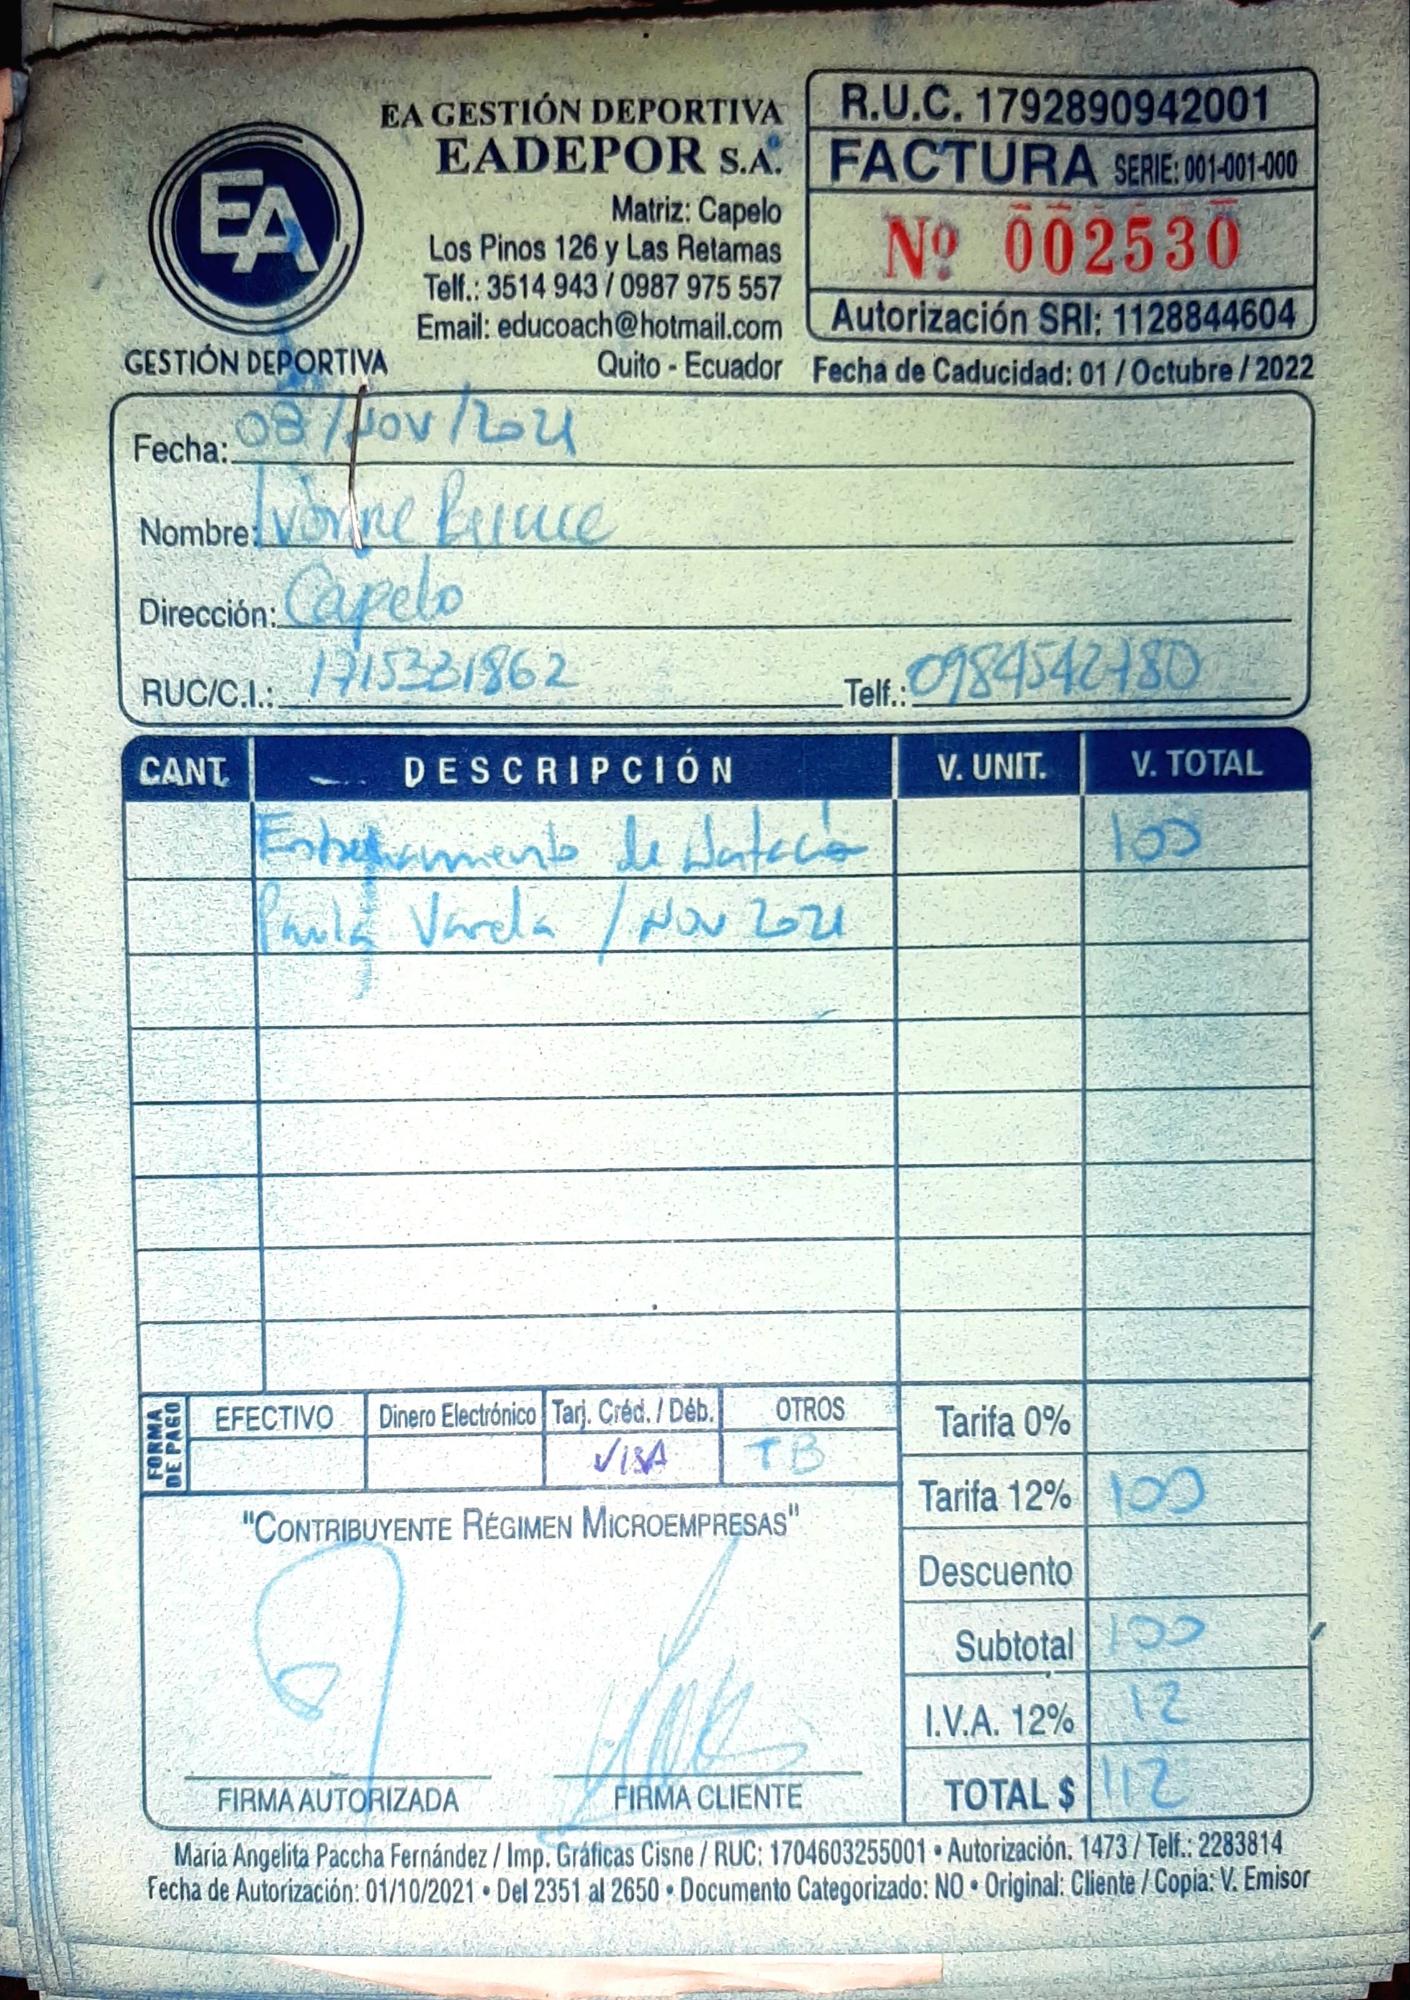 EA GESTIÓN DEPORTIVA
EADEPOR S.A.
Matriz: Capelo
Los Pinos 126 y Las Retamas
Telf.: 3514 943 / 0987 975 557
Email: educoach@hotmail.com
Quito - Ecuador
EA
GESTIÓN DEPORTIVA
R.U.C. 1792890942001
FACTURA SERIE: 001-001-000
Nº 002530
Autorización SRI: 1128844604
Fecha de Caducidad: 01 / Octubre / 2022
Fecha: 08/Nov/2021
Nombre: Ivonne
Dirección: Capelo
RUC/C.I.: 1715331862 Telf.: 0984542780
CANT. DESCRIPCIÓN V. UNIT. V. TOTAL
de Natación 100
Paula Varela / Nov 2021
FORMA DE PAGO
EFECTIVO Dinero Electrónico Tarj. Créd. / Déb. OTROS
VISA TB
Tarifa 0%
Tarifa 12% 100
Descuento
Subtotal 100
I.V.A. 12% 12
TOTAL $ 112
"CONTRIBUYENTE RÉGIMEN MICROEMPRESAS"
FIRMA AUTORIZADA FIRMA CLIENTE
María Angelita Paccha Fernández / Imp. Gráficas Cisne / RUC: 1704603255001 • Autorización. 1473 / Telf.: 2283814
Fecha de Autorización: 01/10/2021 • Del 2351 al 2650 • Documento Categorizado: NO • Original: Cliente / Copia: V. Emisor